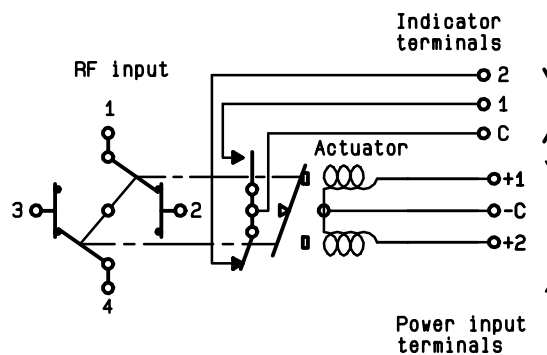 Indicator
terminals
RF input
2
1
1
C
Actuator
+1
3
2
-C
+2
4
Power input
terminals